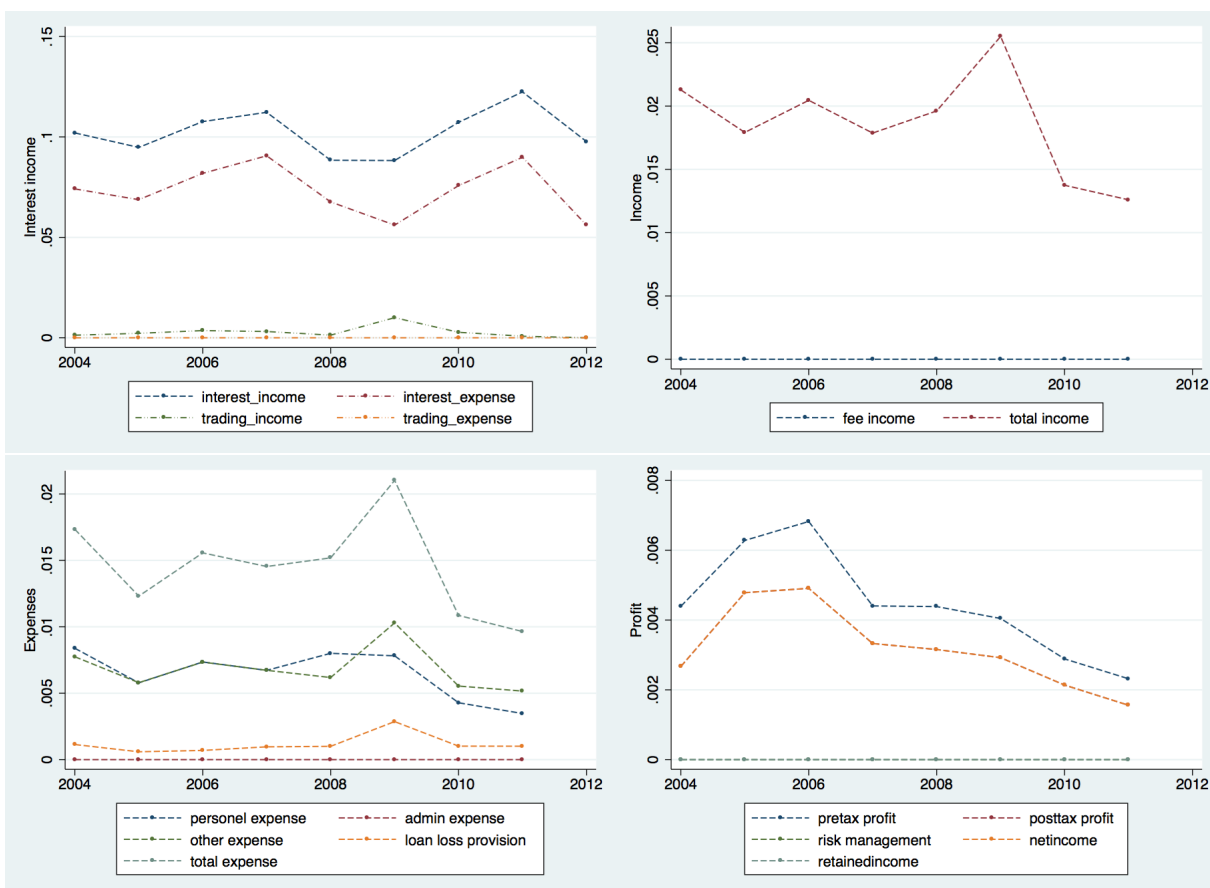 .15
.1
.05
0
Interest income
2004 2006 2008 2010 2012
interest_income interest_expense
trading_income trading_expense
.025
.02
.015
.01
.005
0
Income
2004 2006 2008 2010 2012
fee income total income
.02
.015
.01
.005
0
Expenses
2004 2006 2008 2010 2012
personel expense admin expense
other expense loan loss provision
total expense
.008
.006
.004
.002
0
Profit
2004 2006 2008 2010 2012
pretax profit posttax profit
risk management netincome
retainedincome